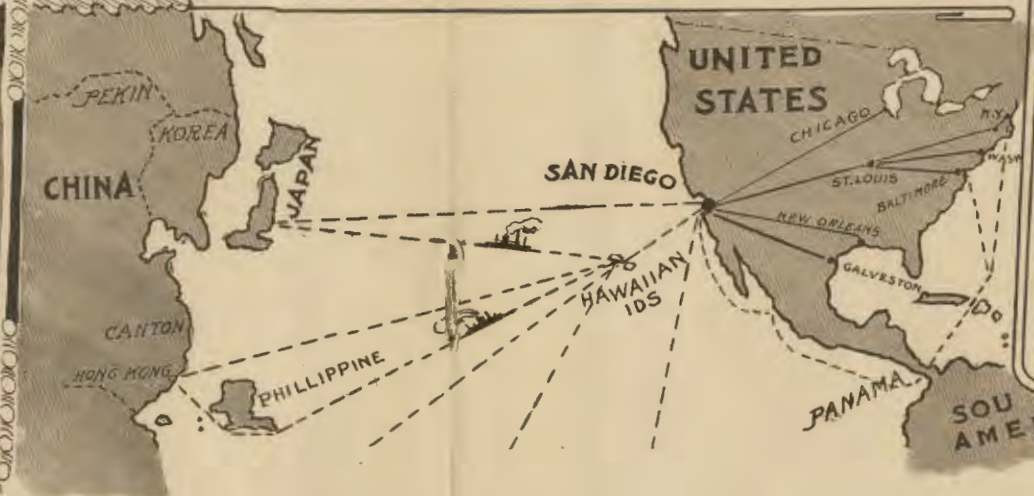 PEKIN
KOREA
CHINA
JAPAN
CANTON
HONG KONG
PHILLIPPINE
SAN DIEGO
HAWAIIAN
IDS
UNITED
STATES
CHICAGO
N.Y.
WASH
ST. LOUIS
BALTIMORE
NEW ORLEANS
GALVESTON
PANAMA
SOU
AME